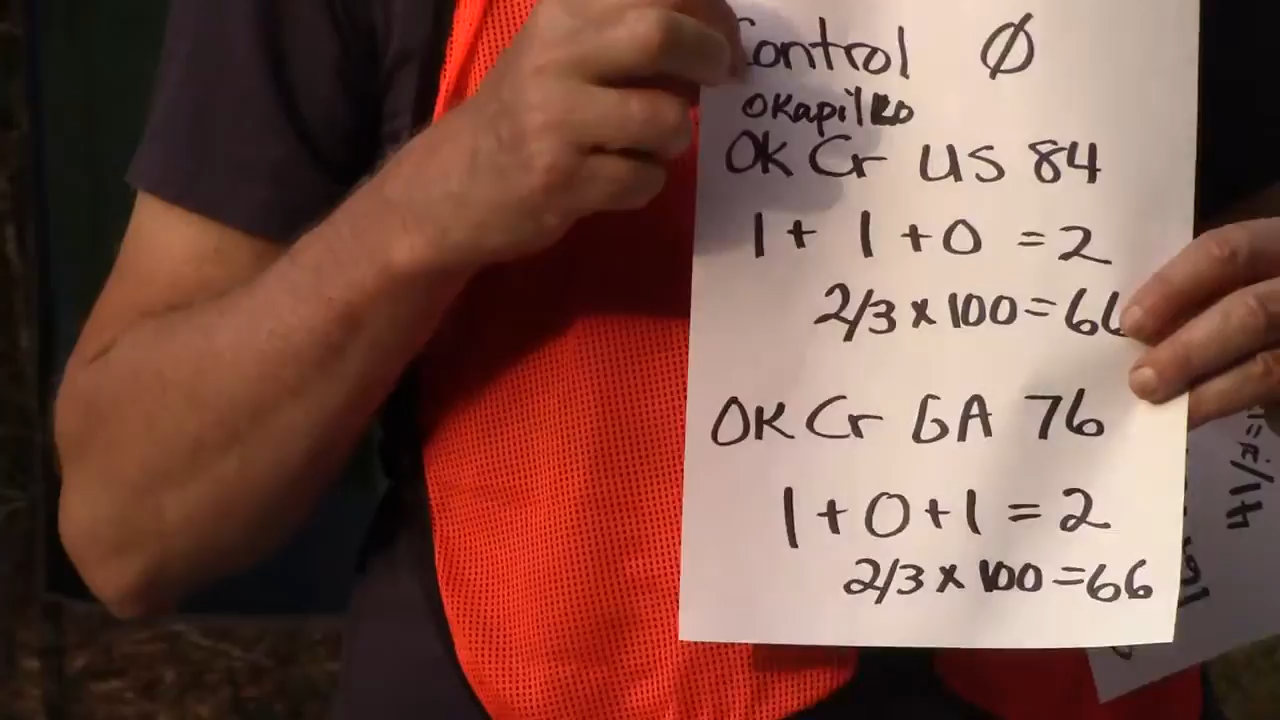 Control Ø
OKapilko
OK Cr US 84
1 + 1 + 0 = 2
2/3 x 100 = 66
OK Cr GA 76
1 + 0 + 1 = 2
2/3 x 100 = 66